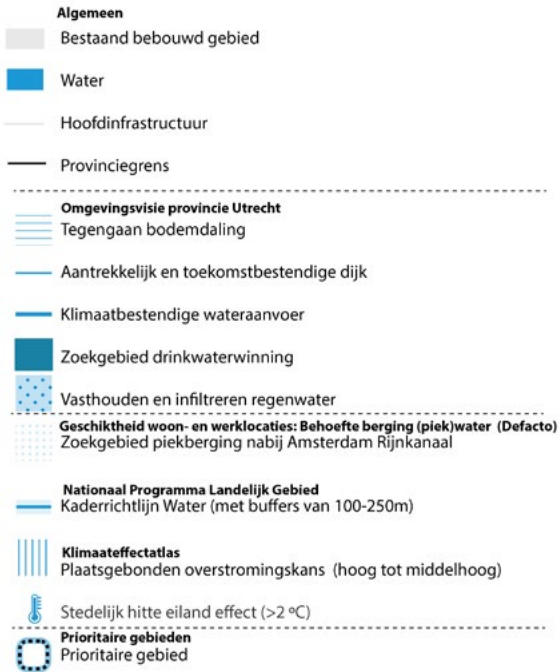 Algemeen
Bestaand bebouwd gebied
Water
Hoofdinfrastructuur
Provinciegrens
Omgevingsvisie provincie Utrecht
Tegengaan bodemdaling
Aantrekkelijk en toekomstbestendige dijk
Klimaatbestendige wateraanvoer
Zoekgebied drinkwaterwinning
Vasthouden en infiltreren regenwater
Geschiktheid woon- en werklocaties: Behoefte berging (piek)water (Defacto)
Zoekgebied piekberging nabij Amsterdam Rijnkanaal
Nationaal Programma Landelijk Gebied
Kaderrichtlijn Water (met buffers van 100-250m)
Klimaateffectatlas
Plaatsgebonden overstromingskans (hoog tot middelhoog)
Stedelijk hitte eiland effect (>2 ºC)
Prioritaire gebieden
Prioritaire gebied